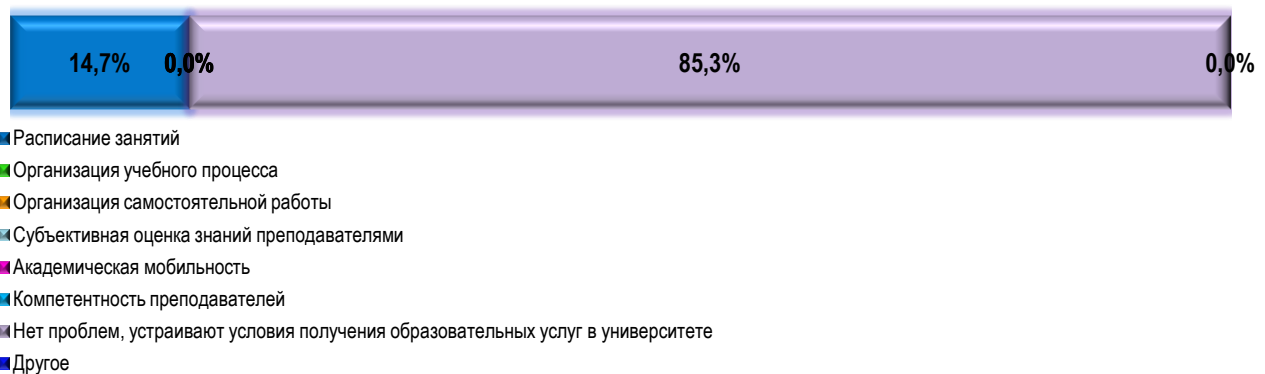 14,7% 0,0% 85,3% 0,0%
Расписание занятий
Организация учебного процесса
Организация самостоятельной работы
Субъективная оценка знаний преподавателями
Академическая мобильность
Компетентность преподавателей
Нет проблем, устраивают условия получения образовательных услуг в университете
Другое